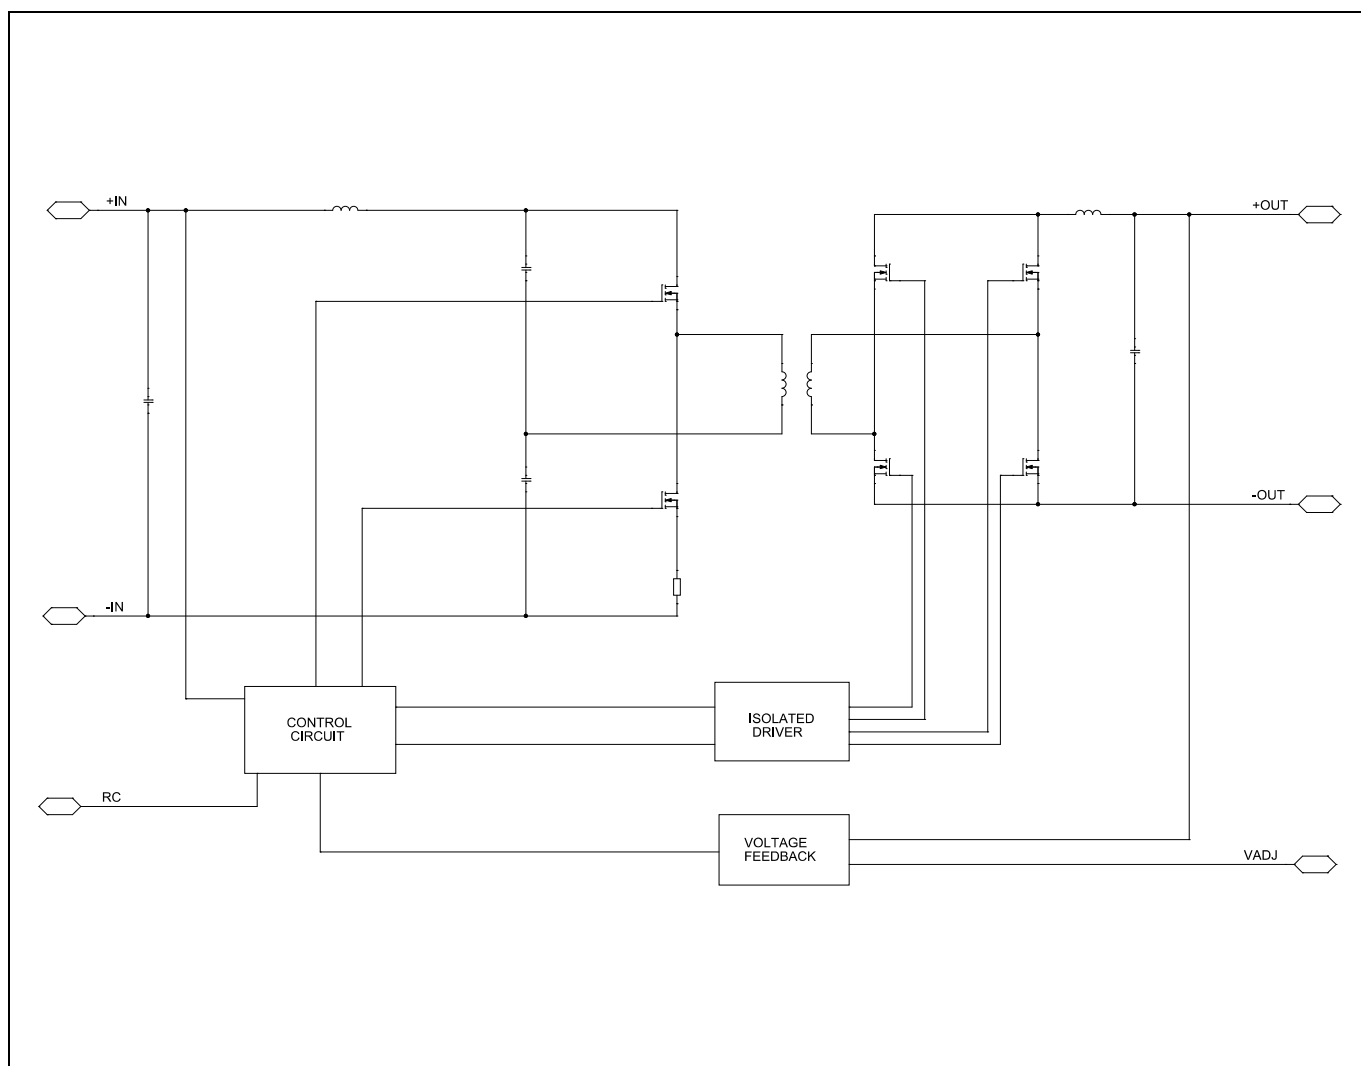 +IN
+OUT
-OUT
-IN
CONTROL
CIRCUIT
ISOLATED
DRIVER
RC
VOLTAGE
FEEDBACK
VADJ